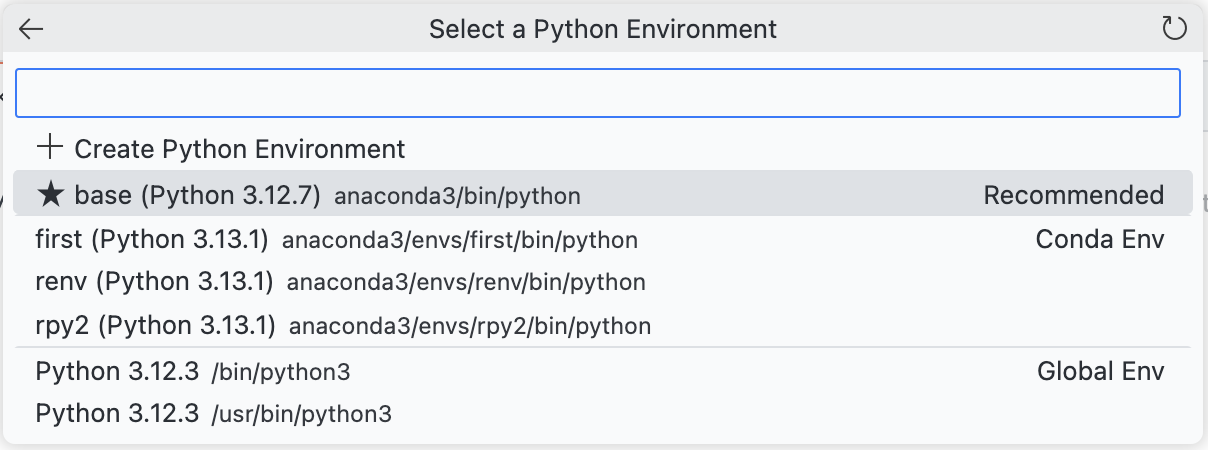 Select a Python Environment
Create Python Environment
base (Python 3.12.7) anaconda3/bin/python Recommended
first (Python 3.13.1) anaconda3/envs/first/bin/python Conda Env
renv (Python 3.13.1) anaconda3/envs/renv/bin/python
rpy2 (Python 3.13.1) anaconda3/envs/rpy2/bin/python
Python 3.12.3 /bin/python3 Global Env
Python 3.12.3 /usr/bin/python3